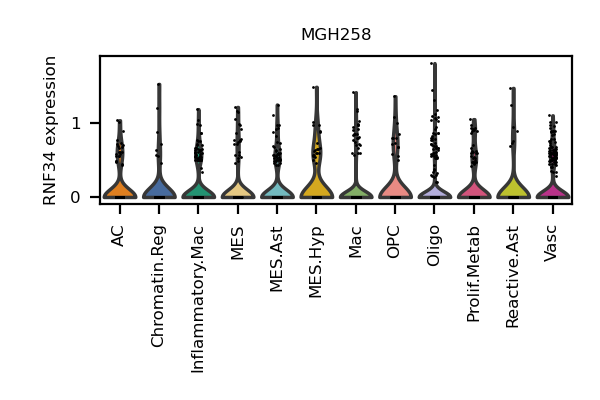 MGH258
RNF34 expression
1
0
AC
Chromatin.Reg
Inflammatory.Mac
MES
MES.Ast
MES.Hyp
Mac
OPC
Oligo
Prolif.Metab
Reactive.Ast
Vasc